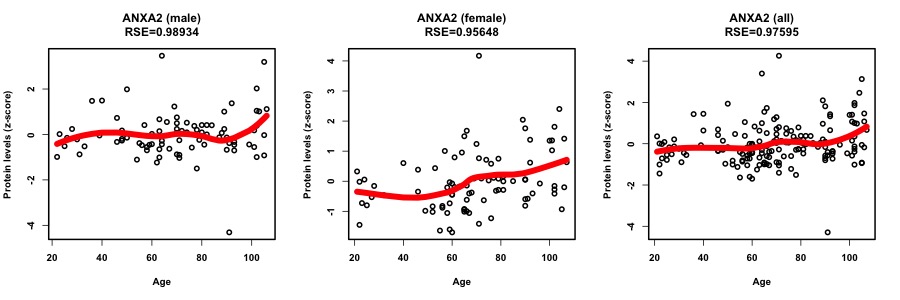 ANXA2 (male)
RSE=0.98934
Protein levels (z-score)
2
0
-2
-4
20 40 60 80 100
Age
ANXA2 (female)
RSE=0.95648
Protein levels (z-score)
4
3
2
1
0
-1
20 40 60 80 100
Age
ANXA2 (all)
RSE=0.97595
Protein levels (z-score)
4
2
0
-2
-4
20 40 60 80 100
Age